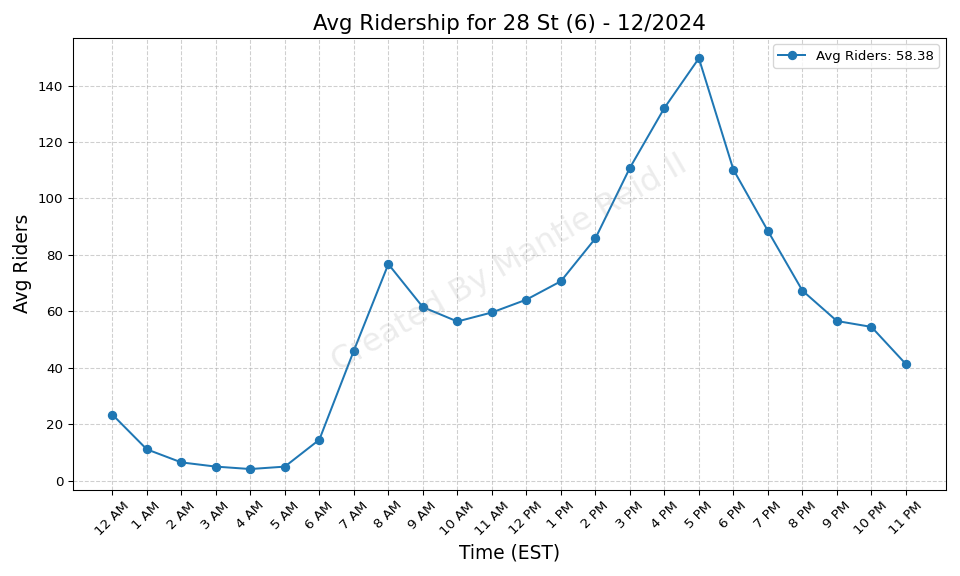 Avg Ridership for 28 St (6) - 12/2024
Avg Riders: 58.38
Avg Riders
140
120
100
80
60
40
20
0
Created By Mantie Reid II
12 AM
1 AM
2 AM
3 AM
4 AM
5 AM
6 AM
7 AM
8 AM
9 AM
10 AM
11 AM
12 PM
1 PM
2 PM
3 PM
4 PM
5 PM
6 PM
7 PM
8 PM
9 PM
10 PM
11 PM
Time (EST)